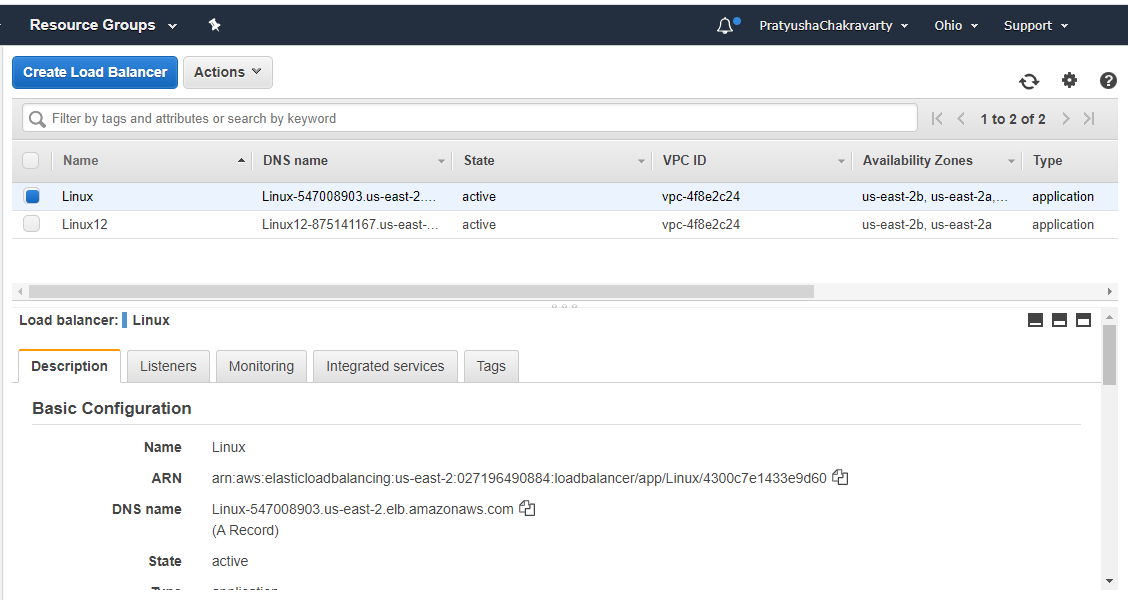 Resource Groups PratyushaChakravarty Ohio Support
Create Load Balancer Actions
Filter by tags and attributes or search by keyword 1 to 2 of 2
Name DNS name State VPC ID Availability Zones Type
Linux Linux-547008903.us-east-2.... active vpc-4f8e2c24 us-east-2b, us-east-2a,... application
Linux12 Linux12-875141167.us-east-... active vpc-4f8e2c24 us-east-2b, us-east-2a application
Load balancer: Linux
Description Listeners Monitoring Integrated services Tags
Basic Configuration
Name Linux
ARN arn:aws:elasticloadbalancing:us-east-2:027196490884:loadbalancer/app/Linux/4300c7e1433e9d60
DNS name Linux-547008903.us-east-2.elb.amazonaws.com
(A Record)
State active
Type application